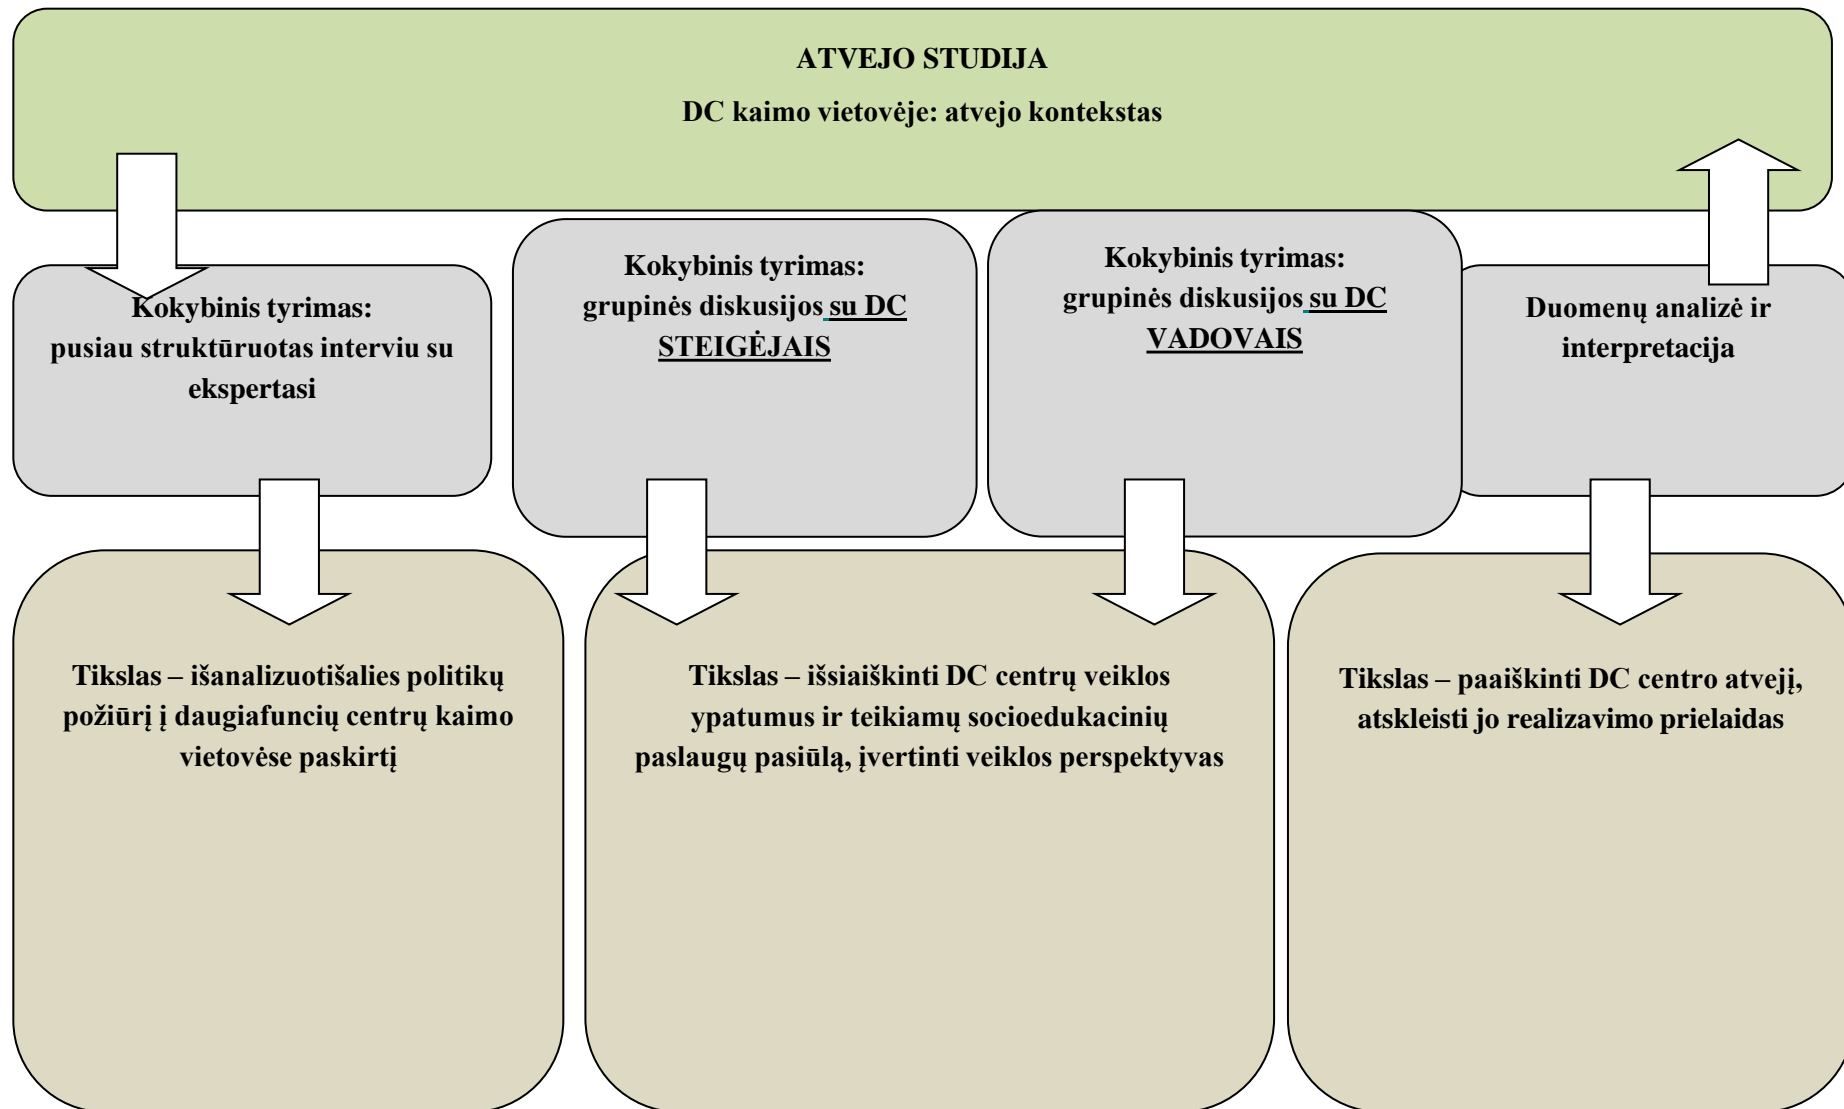 ATVEJO STUDIJA
DC kaimo vietovėje: atvejo kontekstas
Kokybinis tyrimas:
pusiau struktūruotas interviu su
ekspertasi
Kokybinis tyrimas:
grupinės diskusijos su DC
STEIGĖJAIS
Kokybinis tyrimas:
grupinės diskusijos su DC
VADOVAIS
Duomenų analizė ir
interpretacija
Tikslas – išanalizuotišalies politikų
požiūrį į daugiafuncių centrų kaimo
vietovėse paskirtį
Tikslas – išsiaiškinti DC centrų veiklos
ypatumus ir teikiamų socioedukacinių
paslaugų pasiūlą, įvertinti veiklos perspektyvas
Tikslas – paaiškinti DC centro atvejį,
atskleisti jo realizavimo prielaidas